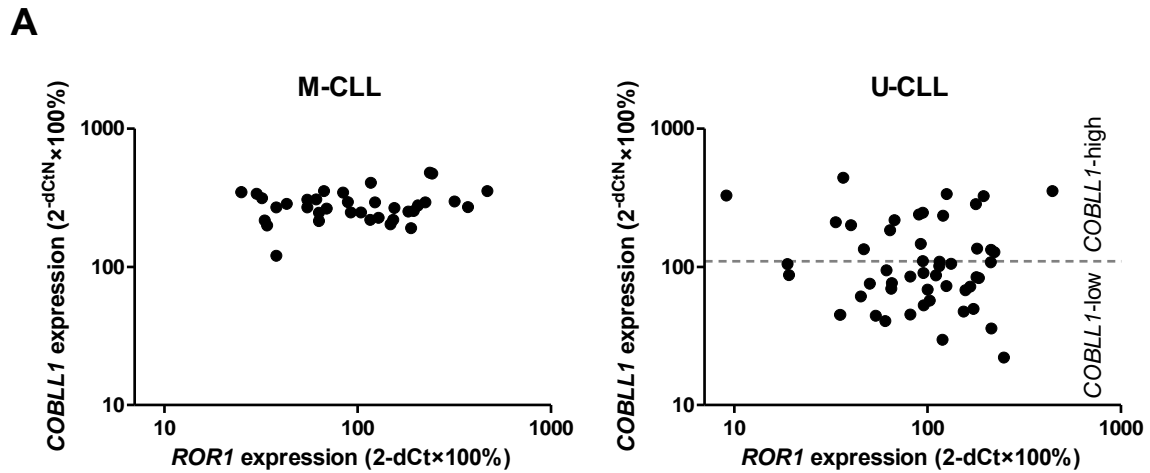 A
M-CLL
COBLL1 expression (2-dCtN×100%)
1000
100
10
10
100
1000
ROR1 expression (2-dCt×100%)
U-CLL
COBLL1 expression (2-dCtN×100%)
1000
100
10
10
100
1000
ROR1 expression (2-dCt×100%)
COBLL1-high
COBLL1-low